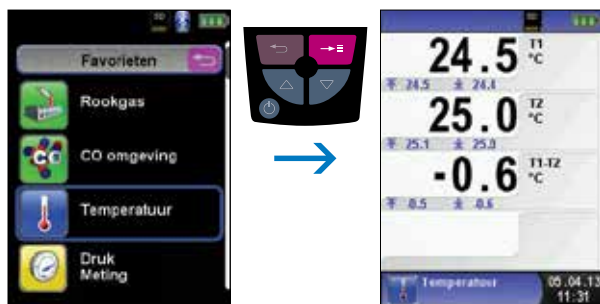 Favorieten
Rookgas
CO omgeving
Temperatuur
Druk
Meting
24.5 T1 °C
24.5 24.4
25.0 T2 °C
25.1 25.0
-0.6 T1-T2 °C
-0.5 -0.6
Temperatuur 05.04.13
11:31